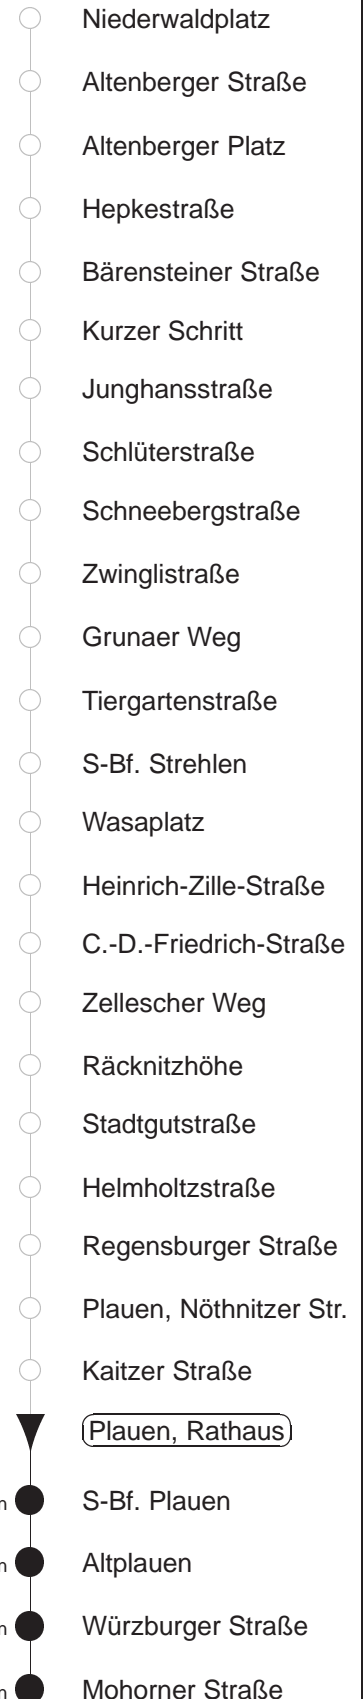 Niederwaldplatz
Altenberger Straße
Altenberger Platz
Hepkestraße
Bärensteiner Straße
Kurzer Schritt
Junghansstraße
Schlüterstraße
Schneebergstraße
Zwinglistraße
Grunaer Weg
Tiergartenstraße
S-Bf. Strehlen
Wasaplatz
Heinrich-Zille-Straße
C.-D.-Friedrich-Straße
Zellescher Weg
Räcknitzhöhe
Stadtgutstraße
Helmholtzstraße
Regensburger Straße
Plauen, Nöthnitzer Str.
Kaitzer Straße
Plauen, Rathaus
S-Bf. Plauen
Altplauen
Würzburger Straße
Mohorner Straße